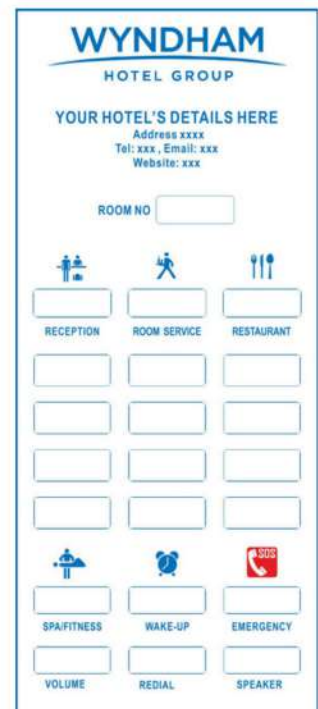 WYNDHAM
HOTEL GROUP
YOUR HOTEL'S DETAILS HERE
Address xxxx
Tel: xxx , Email: xxx
Website: xxx
ROOM NO
RECEPTION ROOM SERVICE RESTAURANT
SOS
SPA/FITNESS WAKE-UP EMERGENCY
VOLUME REDIAL SPEAKER